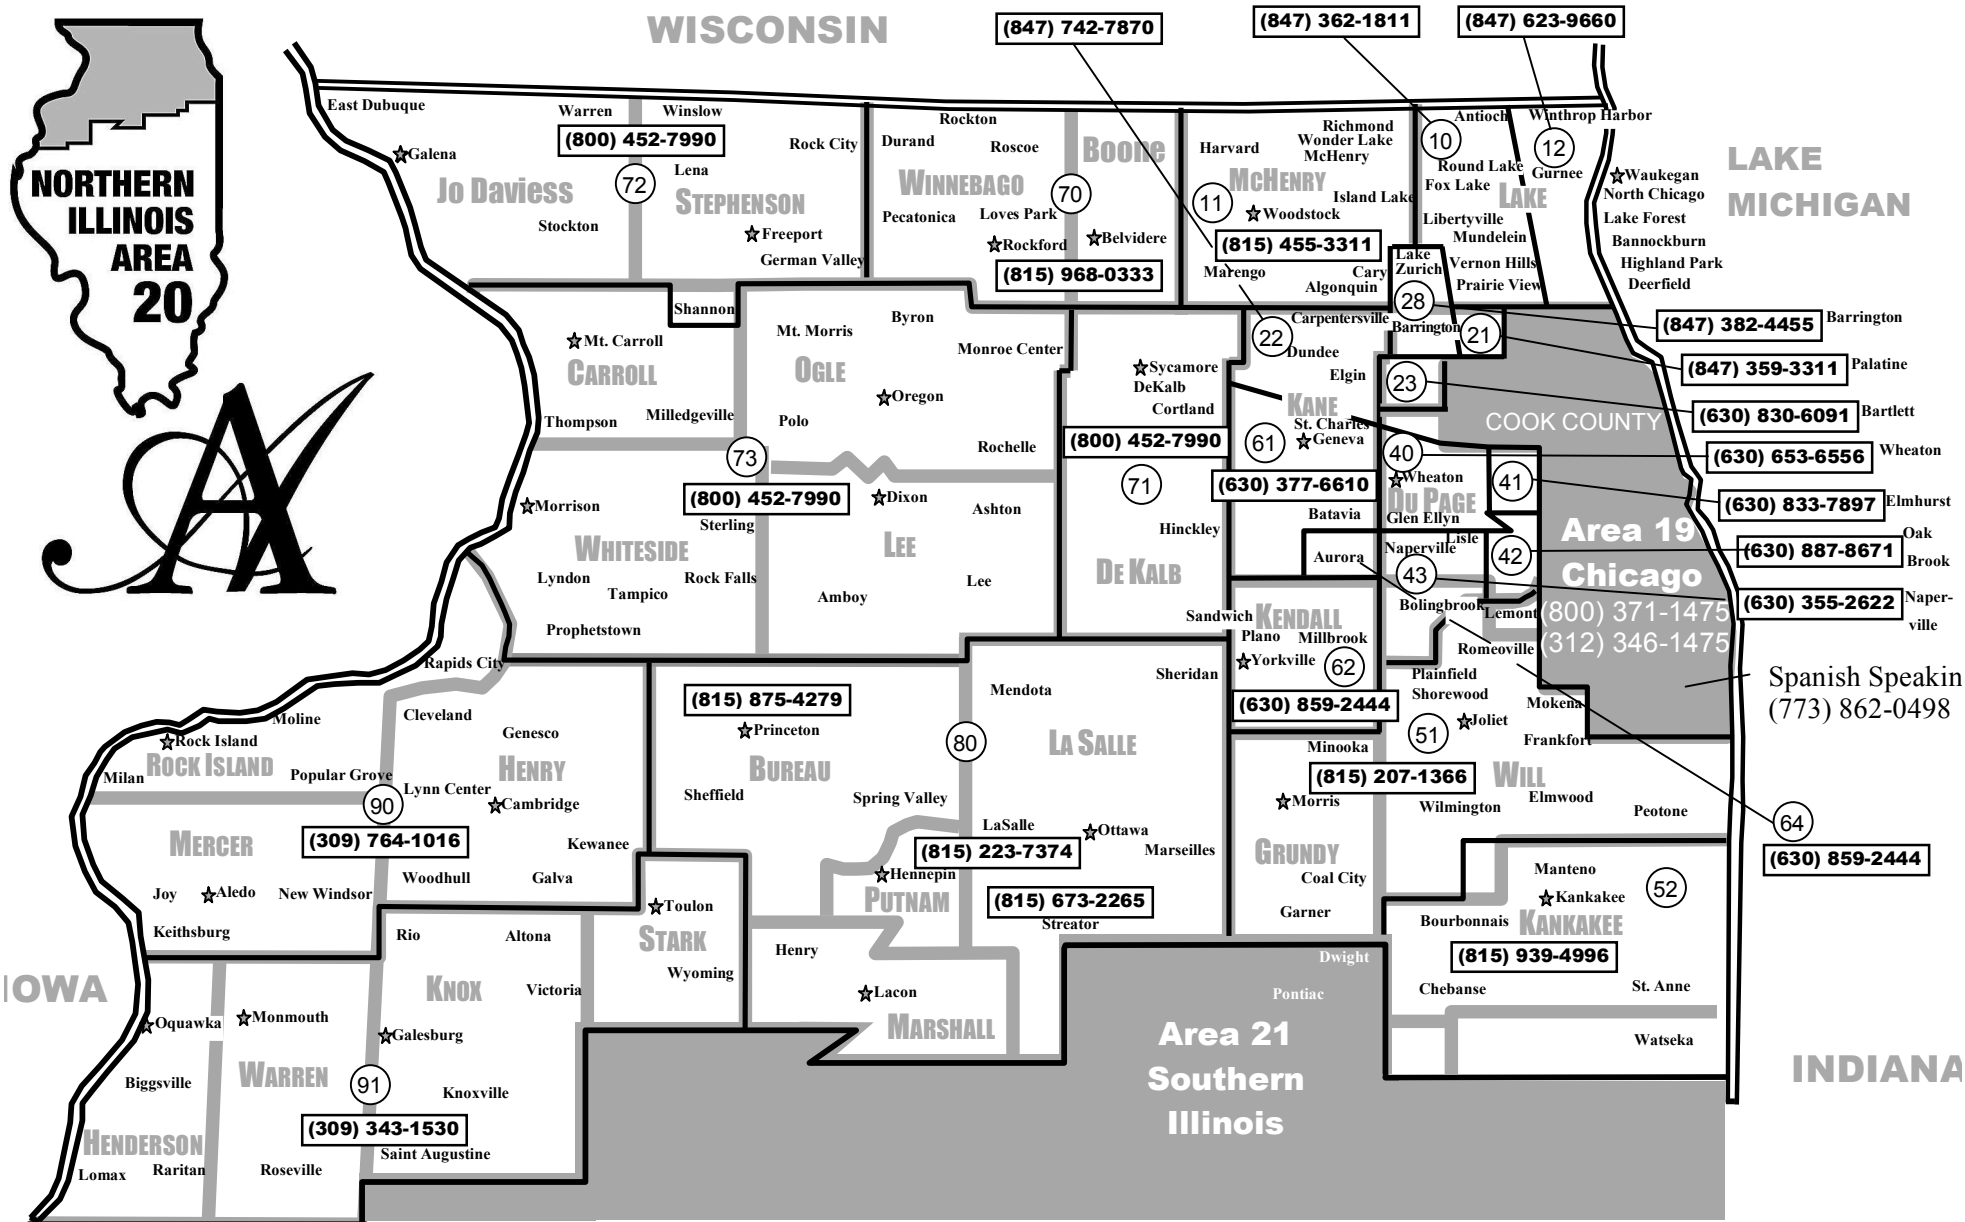 WISCONSIN
(847) 742-7870
(847) 362-1811
(847) 623-9660
NORTHERN
ILLINOIS
AREA
20
East Dubuque
Warren
Winslow
(800) 452-7990
Rock City
Galena
Jo Daviess
72
Lena
STEPHENSON
Stockton
Freeport
German Valley
Rockton
Durand
Roscoe
Boone
WINNEBAGO
70
Pecatonica
Loves Park
Rockford
Belvidere
(815) 968-0333
Richmond
Wonder Lake
McHenry
Harvard
MCHENRY
11
Island Lake
Woodstock
(815) 455-3311
Marengo
Cary
Algonquin
Antioch
10
Winthrop Harbor
12
Round Lake
Gurnee
Fox Lake
LAKE
Libertyville
Mundelein
Lake
Zurich
Vernon Hills
Prairie View
28
Waukegan
North Chicago
Lake Forest
Bannockburn
Highland Park
Deerfield
LAKE
MICHIGAN
Shannon
Mt. Carroll
CARROLL
Thompson
Milledgeville
Mt. Morris
Byron
Monroe Center
OGLE
Oregon
Polo
Rochelle
73
(800) 452-7990
Sycamore
DeKalb
Cortland
(800) 452-7990
71
Hinckley
DE KALB
Sandwich
22
Carpentersville
Dundee
Barrington
21
Elgin
23
KANE
St. Charles
61
Geneva
(630) 377-6610
Batavia
Aurora
40
Wheaton
DU PAGE
41
Glen Ellyn
Lisle
Naperville
42
43
Bolingbrook
Lemont
(847) 382-4455
Barrington
(847) 359-3311
Palatine
(630) 830-6091
Bartlett
(630) 653-6556
Wheaton
(630) 833-7897
Elmhurst
(630) 887-8671
Oak
Brook
(630) 355-2622
Naper-
ville
COOK COUNTY
Area 19
Chicago
(800) 371-1475
(312) 346-1475
Spanish Speakin
(773) 862-0498
Morrison
Sterling
WHITESIDE
Lyndon
Rock Falls
Tampico
Prophetstown
Dixon
Ashton
LEE
Lee
Amboy
KENDALL
Plano
Millbrook
Yorkville
62
(630) 859-2444
Romeoville
Plainfield
Shorewood
51
Joliet
Mokena
Frankfort
Minooka
(815) 207-1366
WILL
Wilmington
Elmwood
Peotone
64
(630) 859-2444
Rapids City
Moline
Rock Island
ROCK ISLAND
Milan
Popular Grove
90
(309) 764-1016
MERCER
Joy
Aledo
New Windsor
Keithsburg
Cleveland
Genesco
HENRY
Lynn Center
Cambridge
Kewanee
Woodhull
Galva
(815) 875-4279
Princeton
BUREAU
Sheffield
Spring Valley
80
Mendota
Sheridan
LA SALLE
LaSalle
Ottawa
(815) 223-7374
Marseilles
Hennepin
PUTNAM
(815) 673-2265
Streator
Morris
GRUNDY
Coal City
Garner
Manteno
52
Kankakee
Bourbonnais
KANKAKEE
(815) 939-4996
Chebanse
St. Anne
Watseka
Toulon
STARK
Wyoming
Henry
Lacon
MARSHALL
IOWA
Oquawka
Monmouth
WARREN
Biggsville
91
(309) 343-1530
HENDERSON
Lomax
Raritan
Roseville
Rio
Altona
KNOX
Victoria
Galesburg
Knoxville
Saint Augustine
Dwight
Pontiac
Area 21
Southern
Illinois
INDIANA